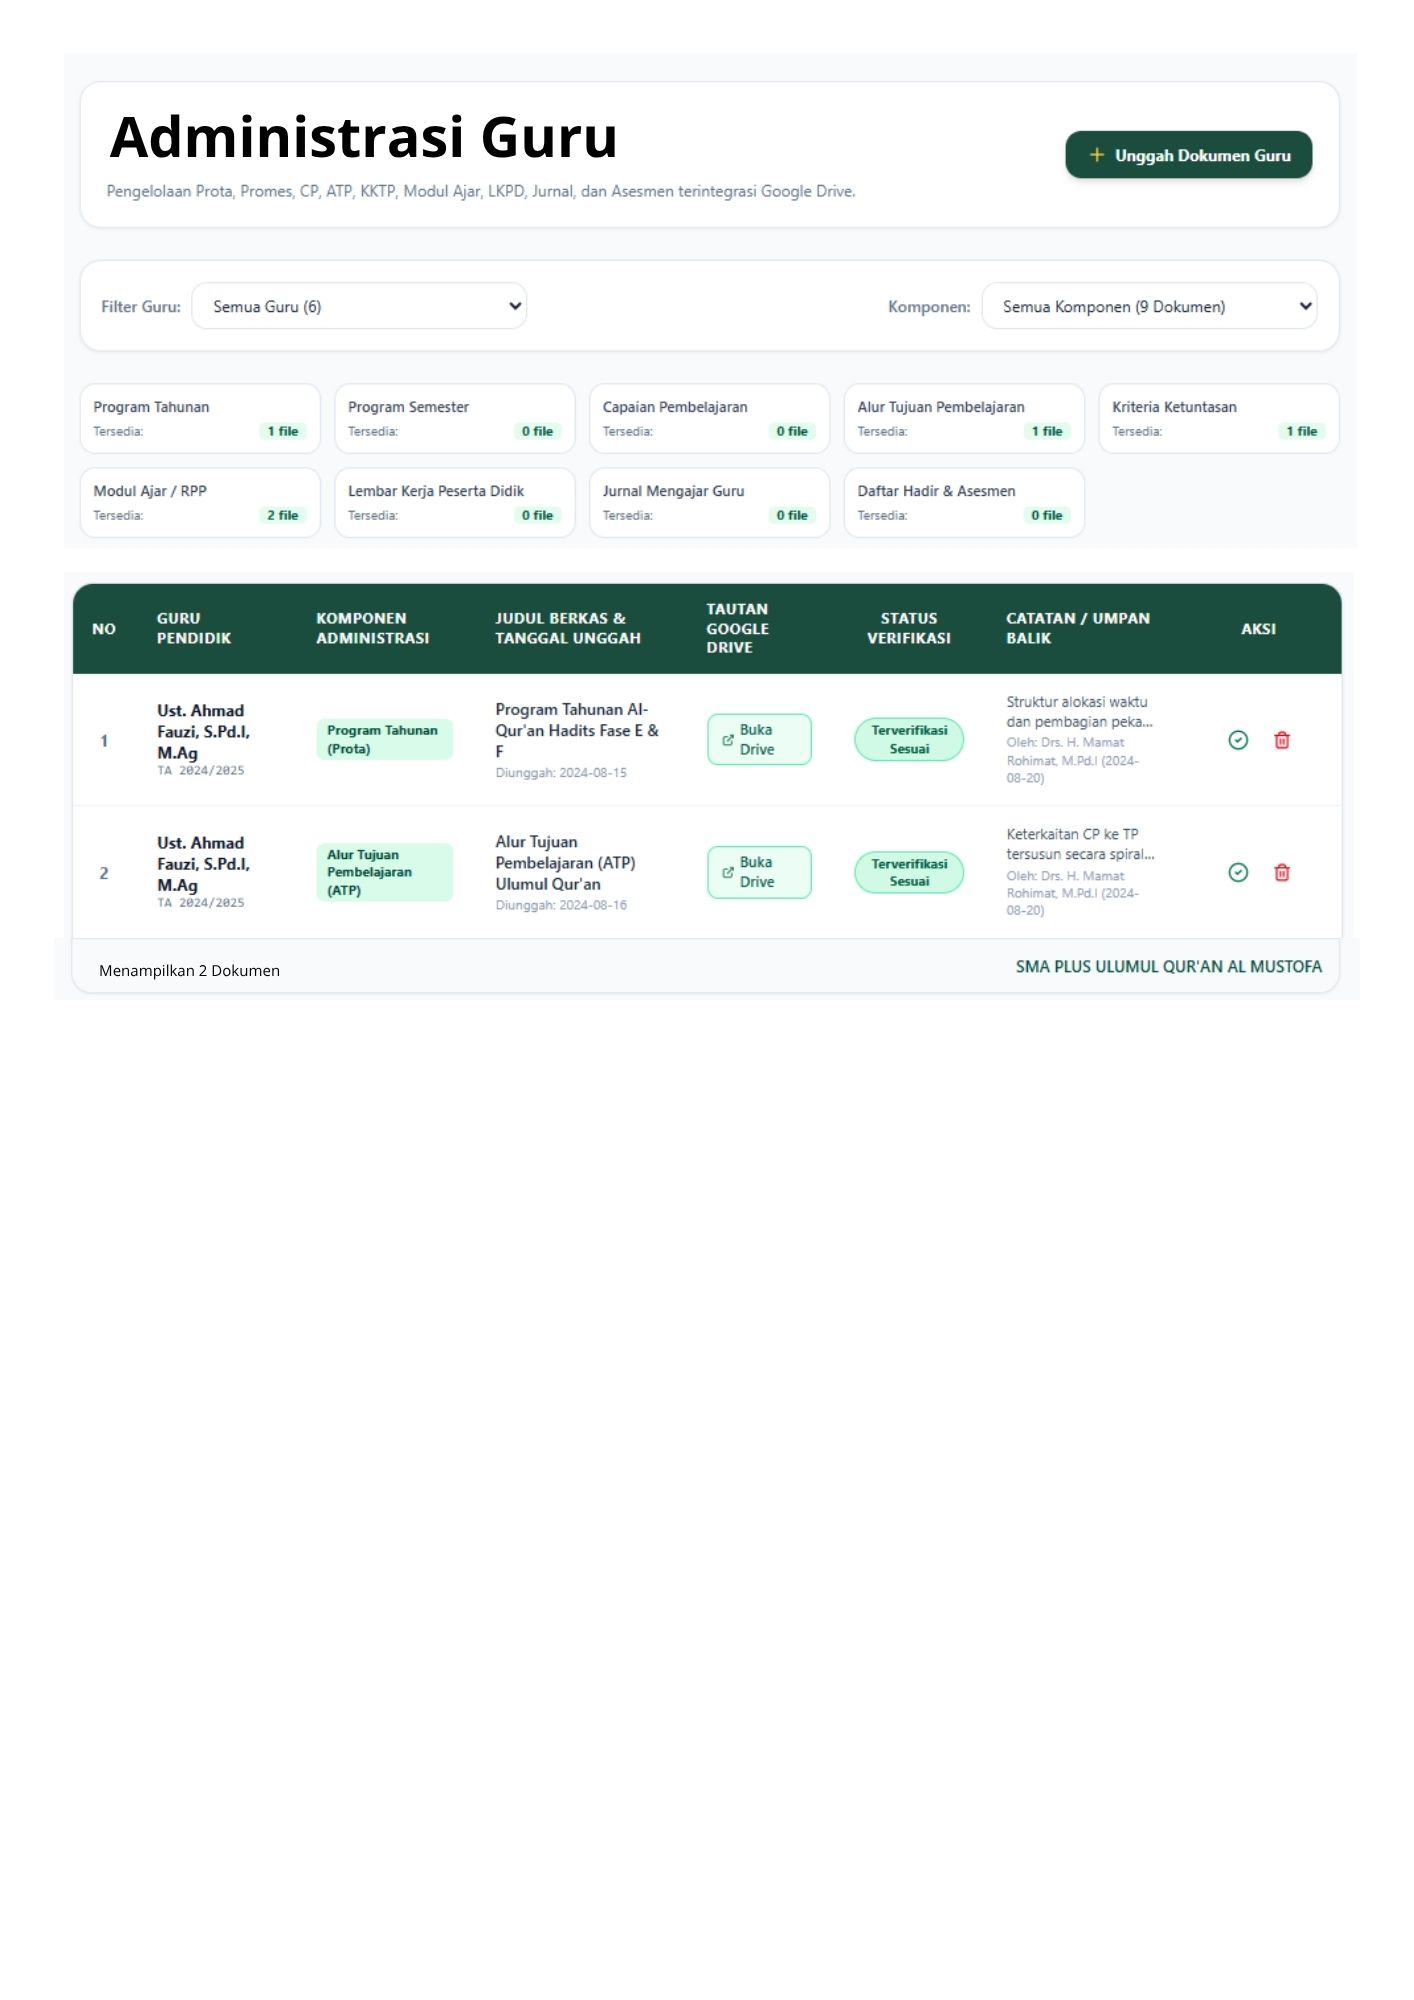 Administrasi Guru
Pengelolaan Prota, Promes, CP, ATP, KKTP, Modul Ajar, LKPD, Jurnal, dan Asesmen terintegrasi Google Drive.
+ Unggah Dokumen Guru
Filter Guru: Semua Guru (6)
Komponen: Semua Komponen (9 Dokumen)
Program Tahunan
Tersedia: 1 file
Program Semester
Tersedia: 0 file
Capaian Pembelajaran
Tersedia: 0 file
Alur Tujuan Pembelajaran
Tersedia: 1 file
Kriteria Ketuntasan
Tersedia: 1 file
Modul Ajar / RPP
Tersedia: 2 file
Lembar Kerja Peserta Didik
Tersedia: 0 file
Jurnal Mengajar Guru
Tersedia: 0 file
Daftar Hadir & Asesmen
Tersedia: 0 file
NO
GURU
PENDIDIK
KOMPONEN
ADMINISTRASI
JUDUL BERKAS &
TANGGAL UNGGAH
TAUTAN
GOOGLE
DRIVE
STATUS
VERIFIKASI
CATATAN / UMPAN
BALIK
AKSI
1
Ust. Ahmad
Fauzi, S.Pd.I,
M.Ag
TA 2024/2025
Program Tahunan
(Prota)
Program Tahunan Al-
Qur'an Hadits Fase E &
F
Diunggah: 2024-08-15
Buka
Drive
Terverifikasi
Sesuai
Struktur alokasi waktu
dan pembagian peka...
Oleh: Drs. H. Mamat
Rohimat, M.Pd.I (2024-
08-20)
2
Ust. Ahmad
Fauzi, S.Pd.I,
M.Ag
TA 2024/2025
Alur Tujuan
Pembelajaran
(ATP)
Alur Tujuan
Pembelajaran (ATP)
Ulumul Qur'an
Diunggah: 2024-08-16
Buka
Drive
Terverifikasi
Sesuai
Keterkaitan CP ke TP
tersusun secara spiral...
Oleh: Drs. H. Mamat
Rohimat, M.Pd.I (2024-
08-20)
Menampilkan 2 Dokumen
SMA PLUS ULUMUL QUR'AN AL MUSTOFA